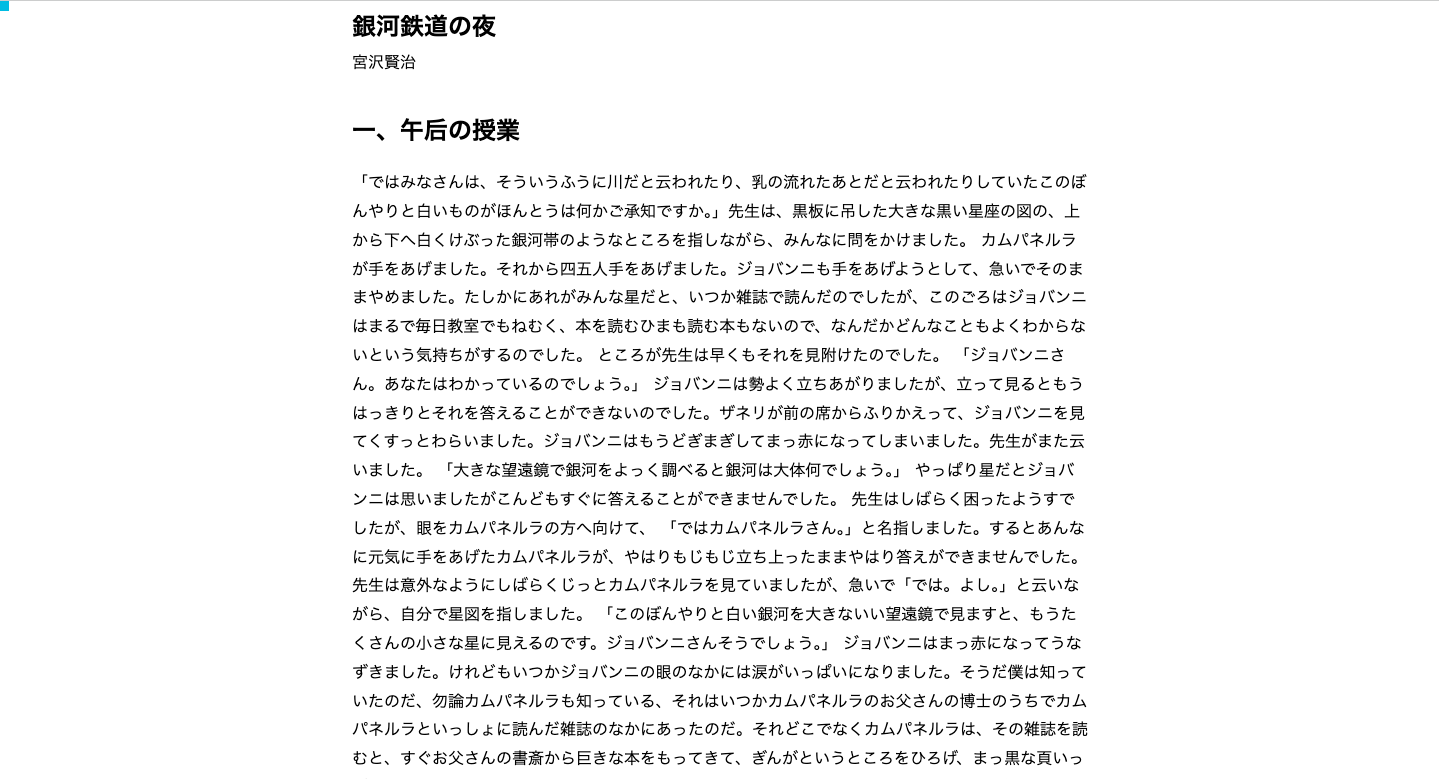 銀河鉄道の夜
宮沢賢治
一、午后の授業
「ではみなさんは、そういうふうに川だと云われたり、乳の流れたあとだと云われたりしていたこのぼ
んやりと白いものがほんとうは何かご承知ですか。」先生は、黒板に吊した大きな黒い星座の図の、上
から下へ白くけぶった銀河帯のようなところを指しながら、みんなに問をかけました。 カムパネルラ
が手をあげました。それから四五人手をあげました。ジョバンニも手をあげようとして、急いでそのま
まやめました。たしかにあれがみんな星だと、いつか雑誌で読んだのでしたが、このごろはジョバンニ
はまるで毎日教室でもねむく、本を読むひまも読む本もないので、なんだかどんなこともよくわからな
いという気持ちがするのでした。 ところが先生は早くもそれを見附けたのでした。 「ジョバンニさ
ん。あなたはわかっているのでしょう。」 ジョバンニは勢よく立ちあがりましたが、立って見るともう
はっきりとそれを答えることができないのでした。ザネリが前の席からふりかえって、ジョバンニを見
てくすっとわらいました。ジョバンニはもうどぎまぎしてまっ赤になってしまいました。先生がまた云
いました。 「大きな望遠鏡で銀河をよっく調べると銀河は大体何でしょう。」 やっぱり星だとジョバ
ンニは思いましたがこんどもすぐに答えることができませんでした。 先生はしばらく困ったようすで
したが、眼をカムパネルラの方へ向けて、 「ではカムパネルラさん。」と名指しました。するとあんな
に元気に手をあげたカムパネルラが、やはりもじもじ立ち上ったままやはり答えができませんでした。
先生は意外なようにしばらくじっとカムパネルラを見ていましたが、急いで「では。よし。」と云いな
がら、自分で星図を指しました。 「このぼんやりと白い銀河を大きないい望遠鏡で見ますと、もうた
くさんの小さな星に見えるのです。ジョバンニさんそうでしょう。」 ジョバンニはまっ赤になってうな
ずきました。けれどもいつかジョバンニの眼のなかには涙がいっぱいになりました。そうだ僕は知って
いたのだ、勿論カムパネルラも知っている、それはいつかカムパネルラのお父さんの博士のうちでカム
パネルラといっしょに読んだ雑誌のなかにあったのだ。それどこでなくカムパネルラは、その雑誌を読
むと、すぐお父さんの書斎から巨きな本をもってきて、ぎんがというところをひろげ、まっ黒な頁いっ